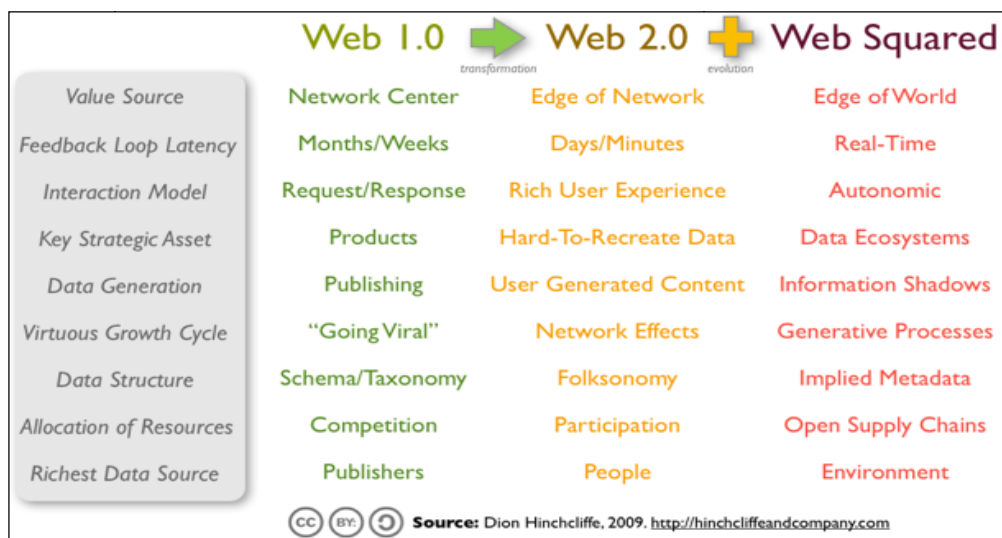 Web 1.0 Web 2.0 Web Squared
transformation evolution
Value Source Network Center Edge of Network Edge of World
Feedback Loop Latency Months/Weeks Days/Minutes Real-Time
Interaction Model Request/Response Rich User Experience Autonomic
Key Strategic Asset Products Hard-To-Recreate Data Data Ecosystems
Data Generation Publishing User Generated Content Information Shadows
Virtuous Growth Cycle “Going Viral” Network Effects Generative Processes
Data Structure Schema/Taxonomy Folksonomy Implied Metadata
Allocation of Resources Competition Participation Open Supply Chains
Richest Data Source Publishers People Environment
CC BY: Source: Dion Hinchcliffe, 2009. http://hinchcliffeandcompany.com